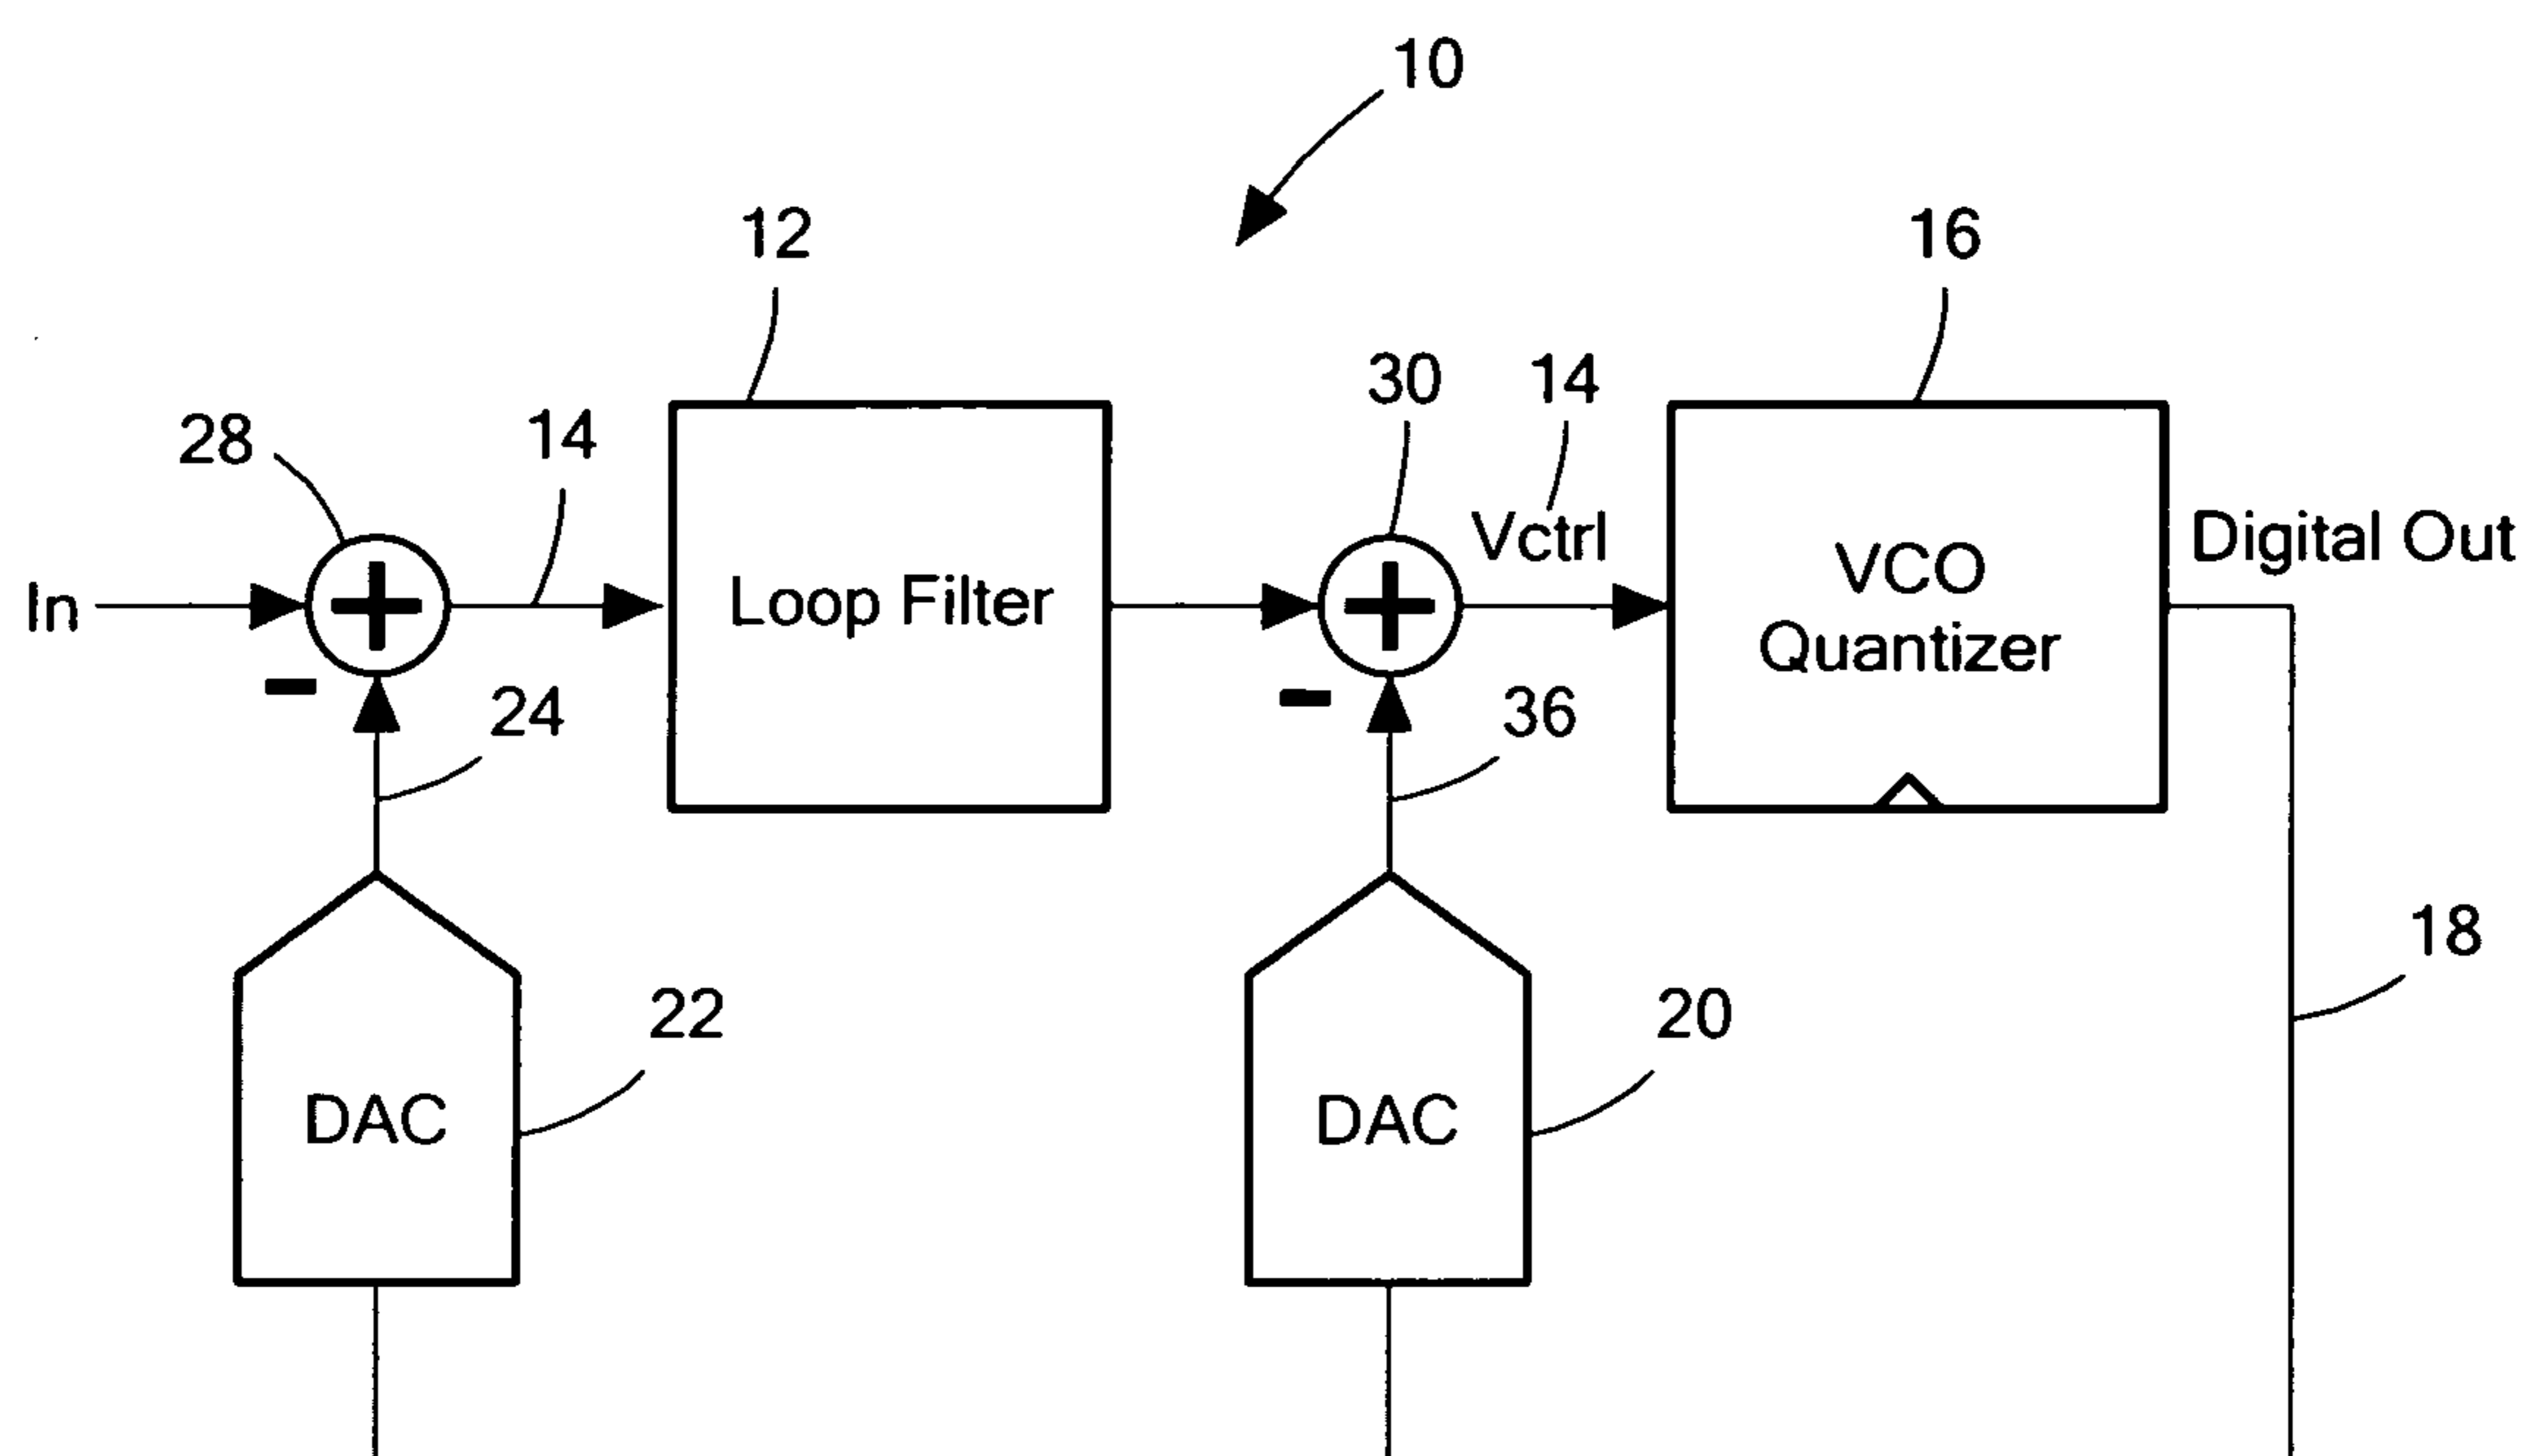 10
12
16
30
14
28
14
Vctrl
Digital Out
In
Loop Filter
VCO
Quantizer
-
24
-
36
18
22
20
DAC
DAC